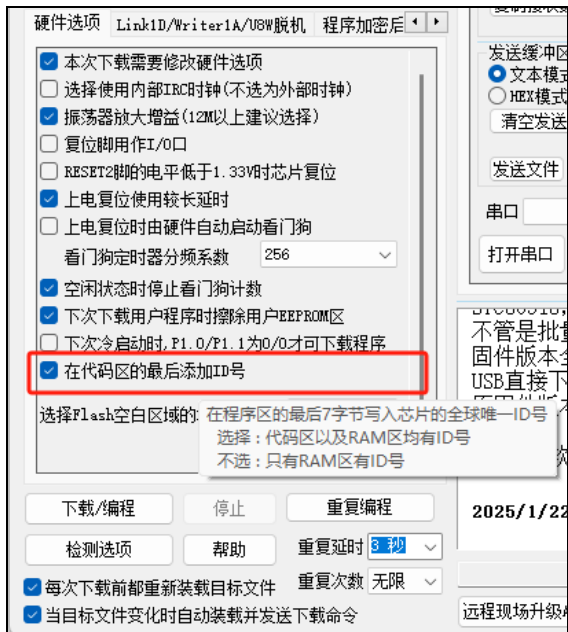 硬件选项 Link1D/Writer1A/U8W脱机 程序加密后
本次下载需要修改硬件选项
选择使用内部IRC时钟(不选为外部时钟)
振荡器放大增益(12M以上建议选择)
复位脚用作I/O口
RESET2脚的电平低于1.33V时芯片复位
上电复位使用较长延时
上电复位时由硬件自动启动看门狗
看门狗定时器分频系数 256
空闲状态时停止看门狗计数
下次下载用户程序时擦除用户EEPROM区
下次冷启动时,P1.0/P1.1为0/0才可下载程序
在代码区的最后添加ID号
选择Flash空白区域的
在程序区的最后7字节写入芯片的全球唯一ID号
选择：代码区以及RAM区均有ID号
不选：只有RAM区有ID号
下载/编程 停止 重复编程
检测选项 帮助 重复延时 3 秒
每次下载前都重新装载目标文件 重复次数 无限
当目标文件变化时自动装载并发送下载命令
发送缓冲区
文本模式
HEX模式
清空发送
发送文件
串口
打开串口
不管是批
固件版本
USB直接下
2025/1/22
远程现场升级